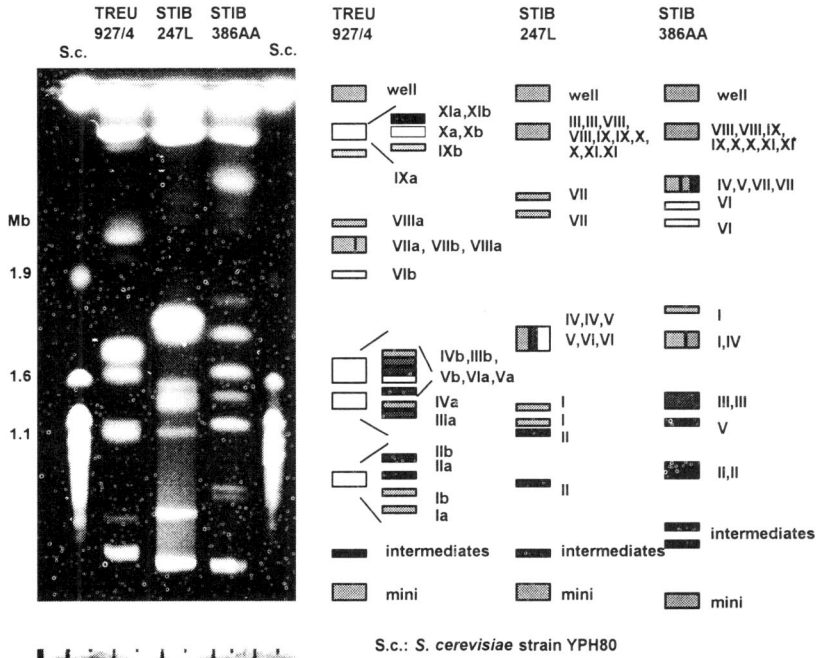 TREU STIB STIB
927/4 247L 386AA
S.c. S.c.
Mb
1.9
1.6
1.1
TREU
927/4
well
XIa,XIb
Xa,Xb
IXb
IXa
VIIIa
VIIa, VIIb, VIIIa
VIb
IVb,IIIb,
Vb,VIa,Va
IVa
IIIa
IIb
IIa
Ib
Ia
intermediates
mini
STIB
247L
well
III,III,VIII,
VIII,IX,IX,X,
X,XI.XI
VII
VII
IV,IV,V
V,Vi,VI
I
I
II
II
intermediates
mini
STIB
386AA
well
VIII,VIII,IX,
IX,X,X,XI,XI
IV,V,VII,VII
VI
VI
I
I,IV
III,III
V
II,II
intermediates
mini
S.c.: S. cerevisiae strain YPH80